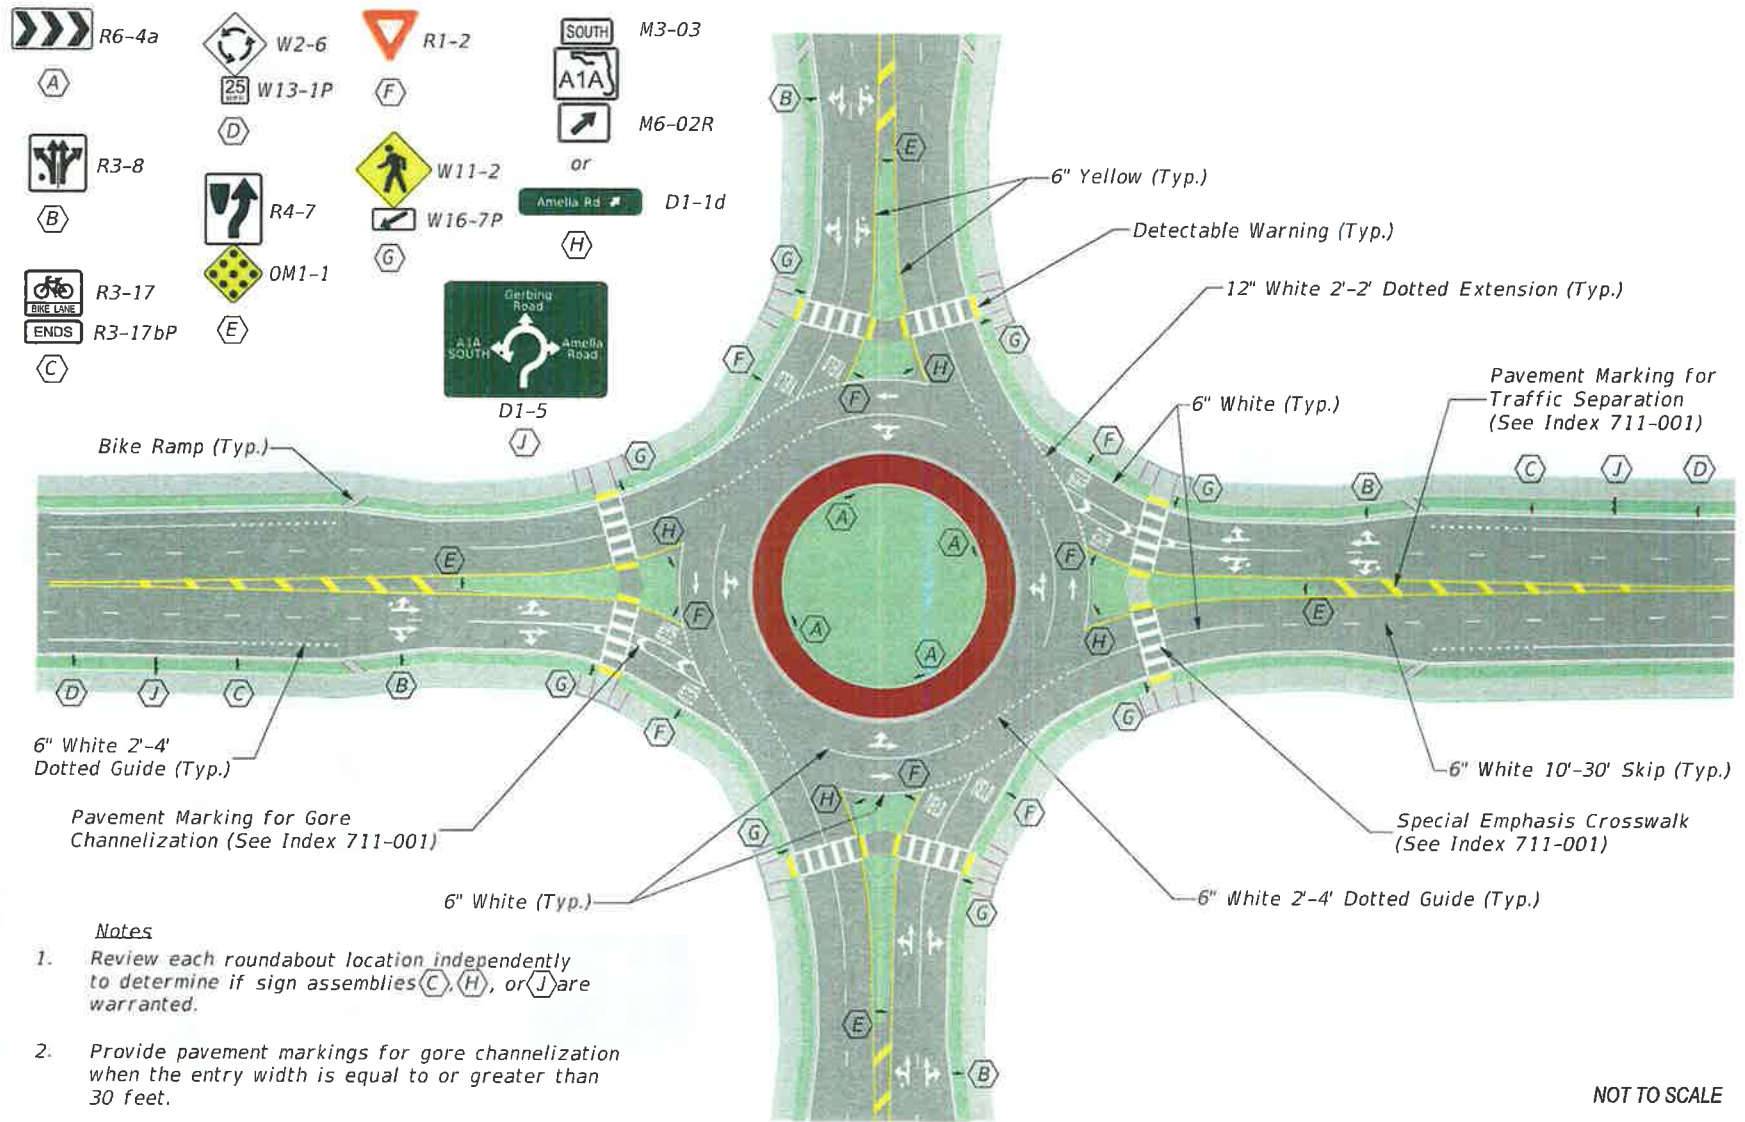 R6-4a
A
W2-6
25
MPH
W13-1P
D
R1-2
F
SOUTH
M3-03
A1A
M6-02R
or
Amelia Rd
D1-1d
H
R3-8
B
R4-7
OM1-1
E
W11-2
W16-7P
G
BIKE LANE
R3-17
ENDS
R3-17bP
C
Gerbing
Road
A1A
SOUTH
Amelia
Road
D1-5
J
B
E
6" Yellow (Typ.)
Detectable Warning (Typ.)
12" White 2'-2' Dotted Extension (Typ.)
G
G
F
H
F
6" White (Typ.)
Pavement Marking for
Traffic Separation
(See Index 711-001)
Bike Ramp (Typ.)
G
F
G
B
C
J
D
H
A
A
F
E
E
F
A
A
H
D
J
C
B
G
F
G
6" White 2'-4'
Dotted Guide (Typ.)
6" White 10'-30' Skip (Typ.)
Pavement Marking for Gore
Channelization (See Index 711-001)
H
F
F
G
Special Emphasis Crosswalk
(See Index 711-001)
6" White (Typ.)
6" White 2'-4' Dotted Guide (Typ.)
G
E
B
Notes
1. Review each roundabout location independently
to determine if sign assemblies C, H, or J are
warranted.
2. Provide pavement markings for gore channelization
when the entry width is equal to or greater than
30 feet.
NOT TO SCALE